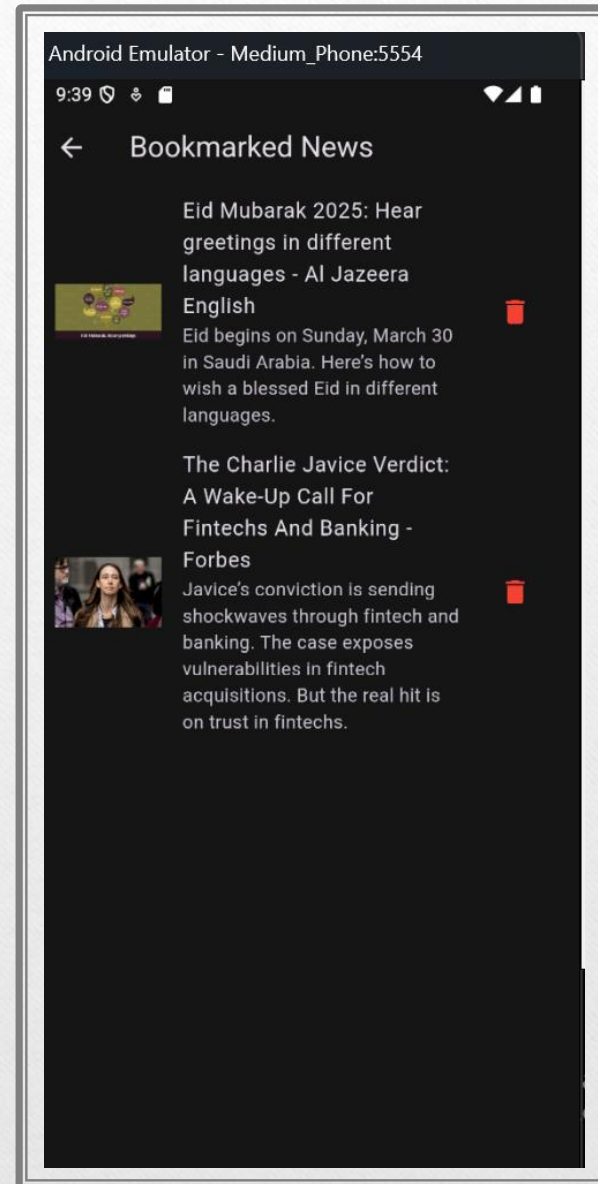 Android Emulator - Medium_Phone:5554
9:39
Bookmarked News
Eid Mubarak 2025: Hear
greetings in different
languages - Al Jazeera
English
Eid begins on Sunday, March 30
in Saudi Arabia. Here's how to
wish a blessed Eid in different
languages.
The Charlie Javice Verdict:
A Wake-Up Call For
Fintechs And Banking -
Forbes
Javice's conviction is sending
shockwaves through fintech and
banking. The case exposes
vulnerabilities in fintech
acquisitions. But the real hit is
on trust in fintechs.